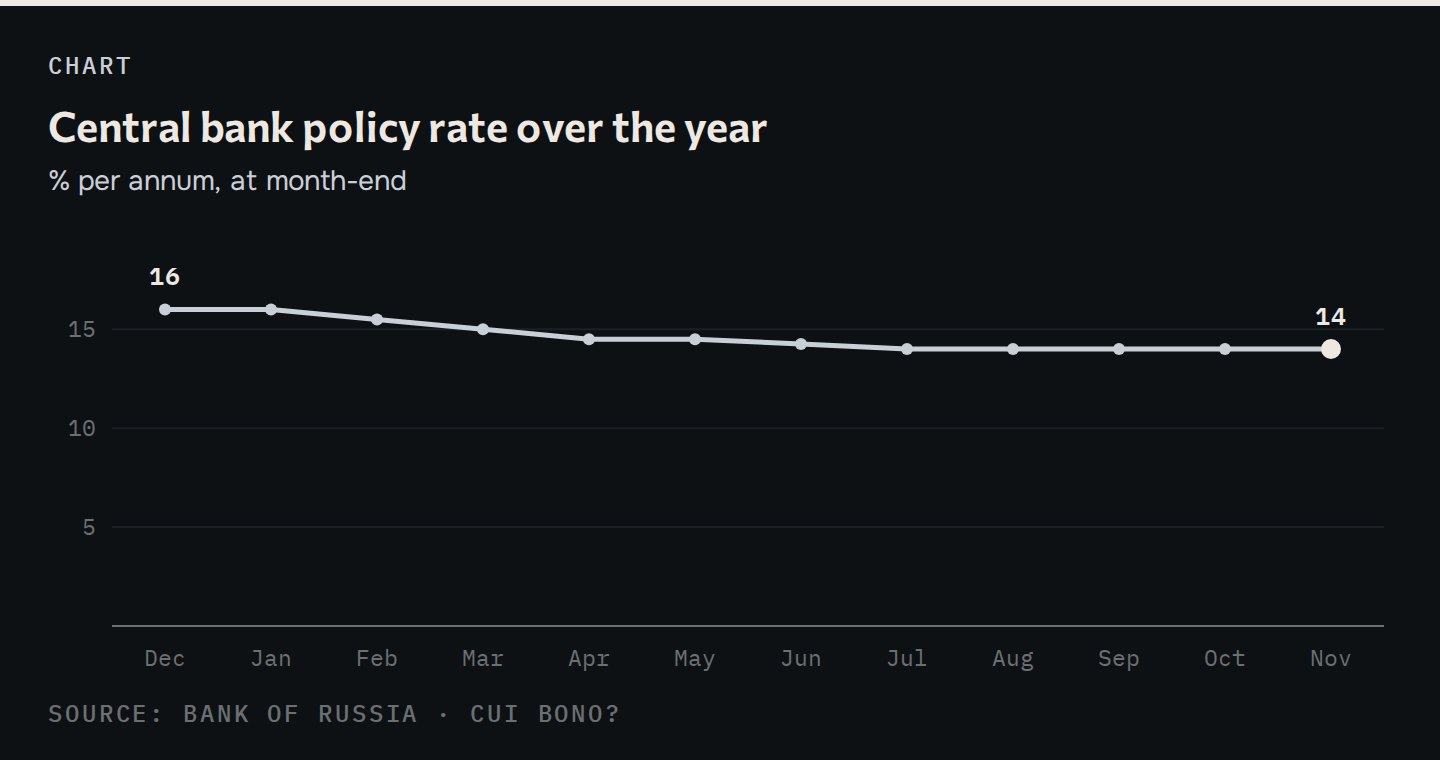 CHART
Central bank policy rate over the year
% per annum, at month-end
16
14
15
10
5
Dec Jan Feb Mar Apr May Jun Jul Aug Sep Oct Nov
SOURCE: BANK OF RUSSIA · CUI BONO?